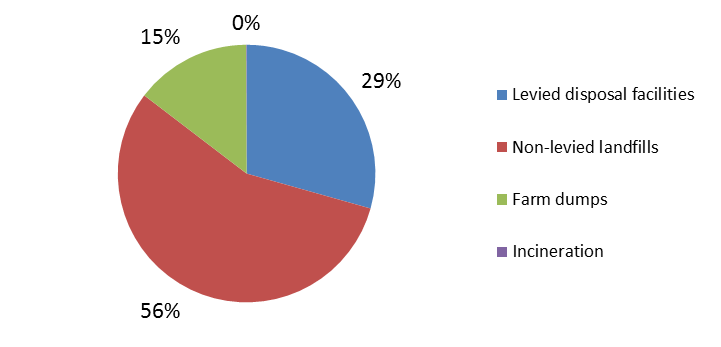 0%
15%
29%
56%
Levied disposal facilities
Non-levied landfills
Farm dumps
Incineration